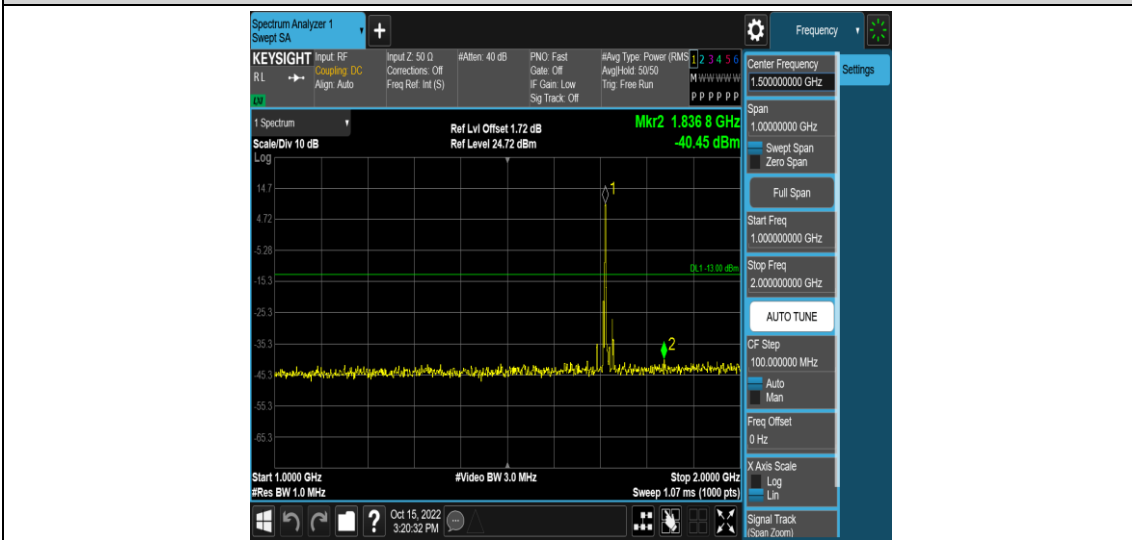 Spectrum Analyzer 1
Swept SA
+
Frequency
KEYSIGHT
RL
LXI
Input: RF
Coupling: DC
Align: Auto
Input Z: 50 Ω
Corrections: Off
Freq Ref: Int (S)
#Atten: 40 dB
PNO: Fast
Gate: Off
IF Gain: Low
Sig Track: Off
#Avg Type: Power (RMS
Avg|Hold: 50/50
Trig: Free Run
1 2 3 4 5 6
M W W W W W
P P P P P P
1 Spectrum
Scale/Div 10 dB
Log
Ref Lvl Offset 1.72 dB
Ref Level 24.72 dBm
Mkr2 1.836 8 GHz
-40.45 dBm
14.7
4.72
-5.28
-15.3
-25.3
-35.3
-45.3
-55.3
-65.3
1
DL1 -13.00 dBm
2
Start 1.0000 GHz
#Res BW 1.0 MHz
#Video BW 3.0 MHz
Stop 2.0000 GHz
Sweep 1.07 ms (1000 pts)
?
Oct 15, 2022
3:20:32 PM
Center Frequency
1.500000000 GHz
Settings
Span
1.00000000 GHz
Swept Span
Zero Span
Full Span
Start Freq
1.000000000 GHz
Stop Freq
2.000000000 GHz
AUTO TUNE
CF Step
100.000000 MHz
Auto
Man
Freq Offset
0 Hz
X Axis Scale
Log
Lin
Signal Track
(Span Zoom)